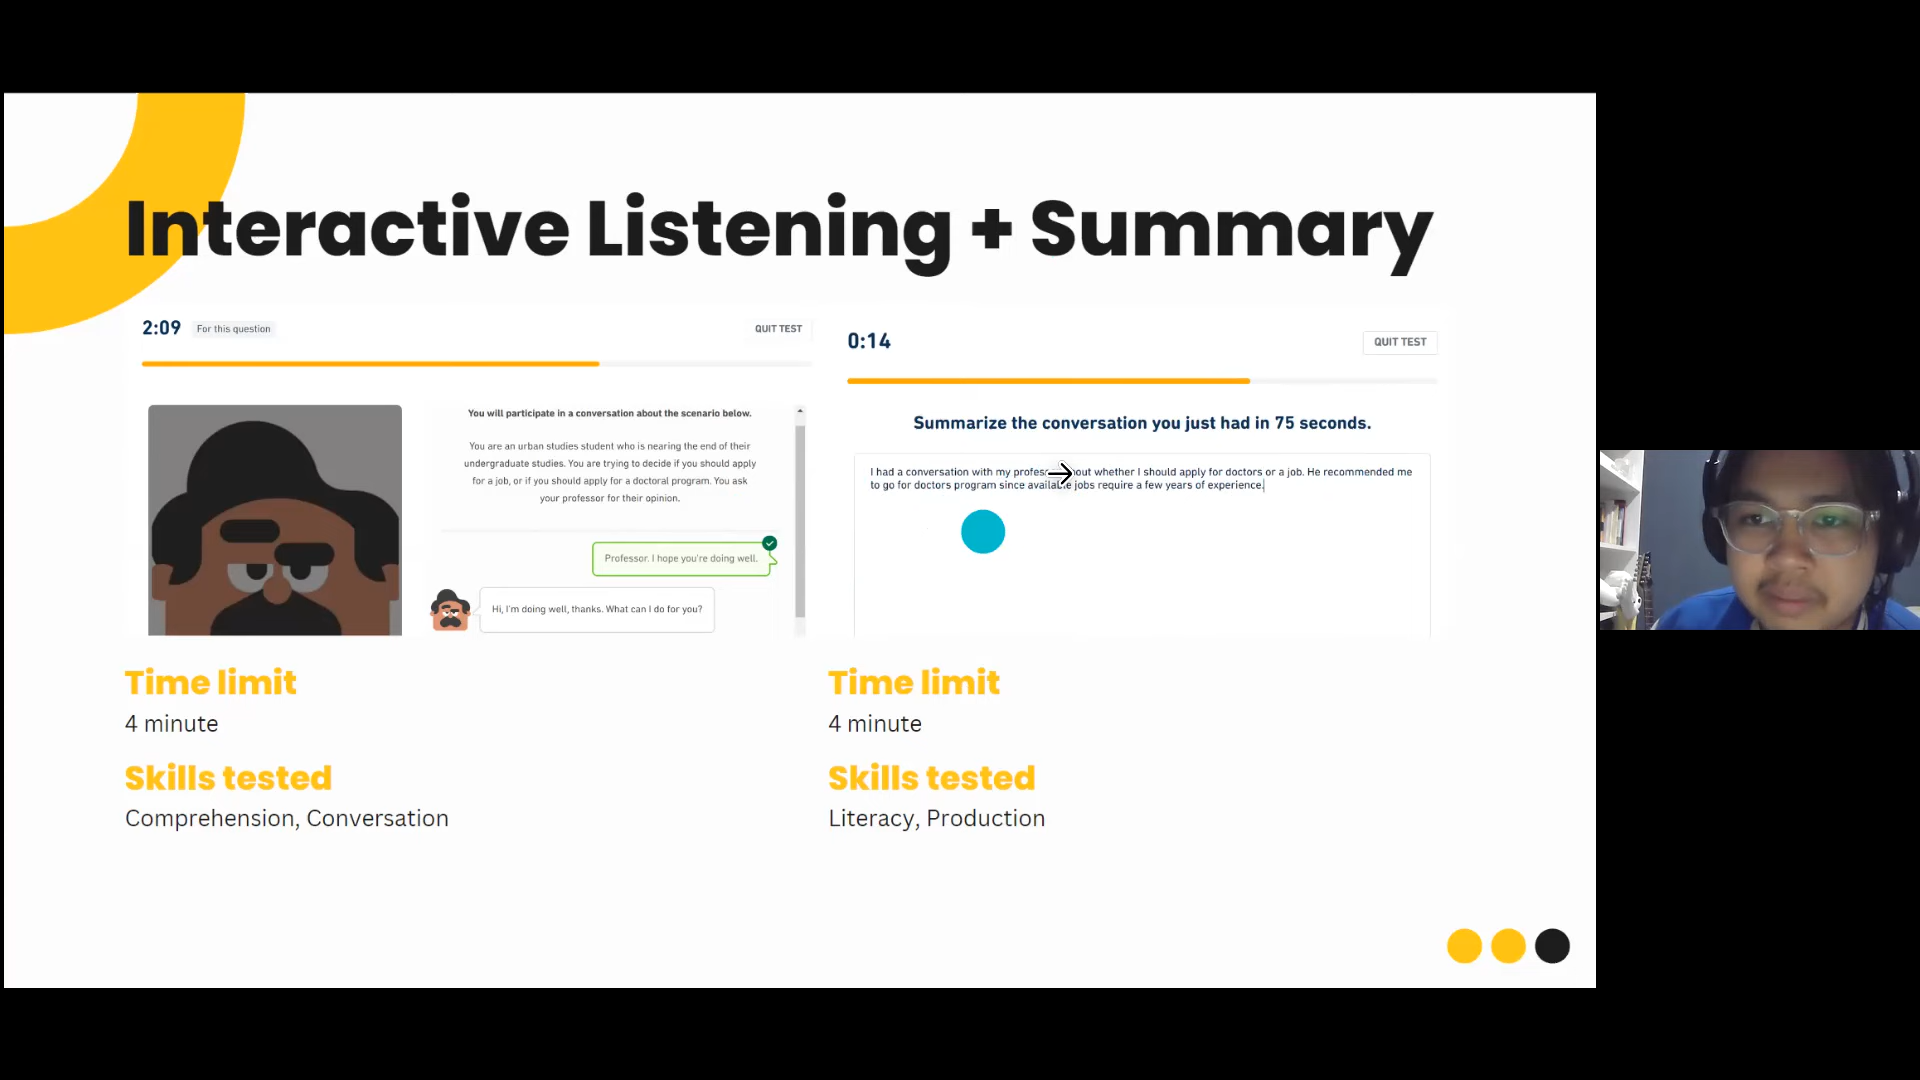 Interactive Listening + Summary
2:09 For this question QUIT TEST
You will participate in a conversation about the scenario below.
You are an urban studies student who is nearing the end of their
undergraduate studies. You are trying to decide if you should apply
for a job, or if you should apply for a doctoral program. You ask
your professor for their opinion.
Professor. I hope you're doing well.
Hi, I'm doing well, thanks. What can I do for you?
Time limit
4 minute
Skills tested
Comprehension, Conversation
0:14 QUIT TEST
Summarize the conversation you just had in 75 seconds.
I had a conversation with my whether I should apply for doctors or a job. He recommended me
to go for doctors program since available jobs require a few years of experience.
Time limit
4 minute
Skills tested
Literacy, Production